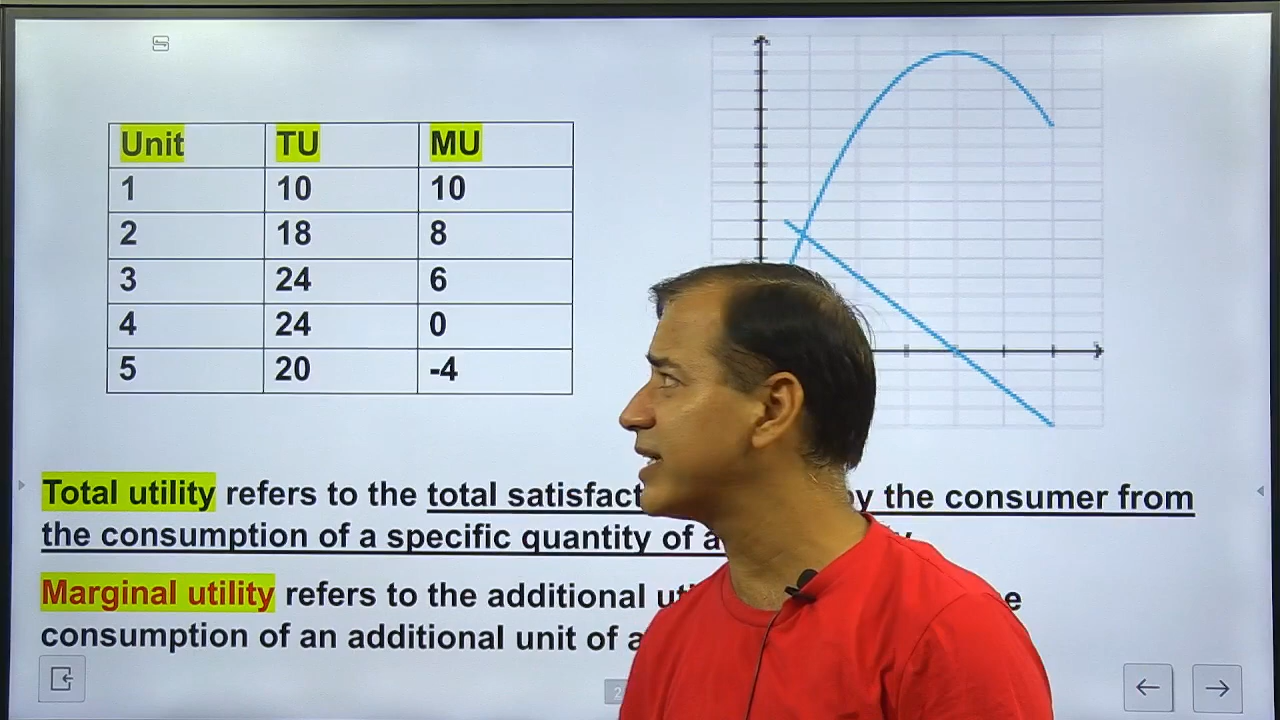 Unit TU MU
1 10 10
2 18 8
3 24 6
4 24 0
5 20 -4
Total utility refers to the total satisfact by the consumer from
the consumption of a specific quantity of a
Marginal utility refers to the additional
consumption of an additional unit of a